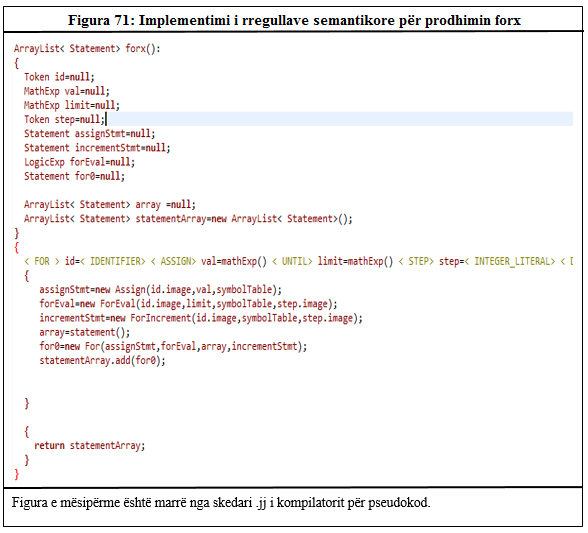 Figura 71: Implementimi i rregullave semantikore për prodhimin forx
ArrayList< Statement> forx():
{
Token id=null;
MathExp val=null;
MathExp limit=null;
Token step=null;
Statement assignStmt=null;
Statement incrementStmt=null;
LogicExp forEval=null;
Statement for0=null;
ArrayList< Statement> array =null;
ArrayList< Statement> statementArray=new ArrayList< Statement>();
}
{
< FOR > id=< IDENTIFIER> < ASSIGN> val=mathExp() < UNTIL> limit=mathExp() < STEP> step=< INTEGER_LITERAL> <
{
assignStmt=new Assign(id.image,val,symbolTable);
forEval=new ForEval(id.image,limit,symbolTable,step.image);
incrementStmt=new ForIncrement(id.image,symbolTable,step.image);
array=statement();
for0=new For(assignStmt,forEval,array,incrementStmt);
statementArray.add(for0);
}
{
return statementArray;
}
}
Figura e mësipërme është marrë nga skedari .jj i kompilatorit për pseudokod.